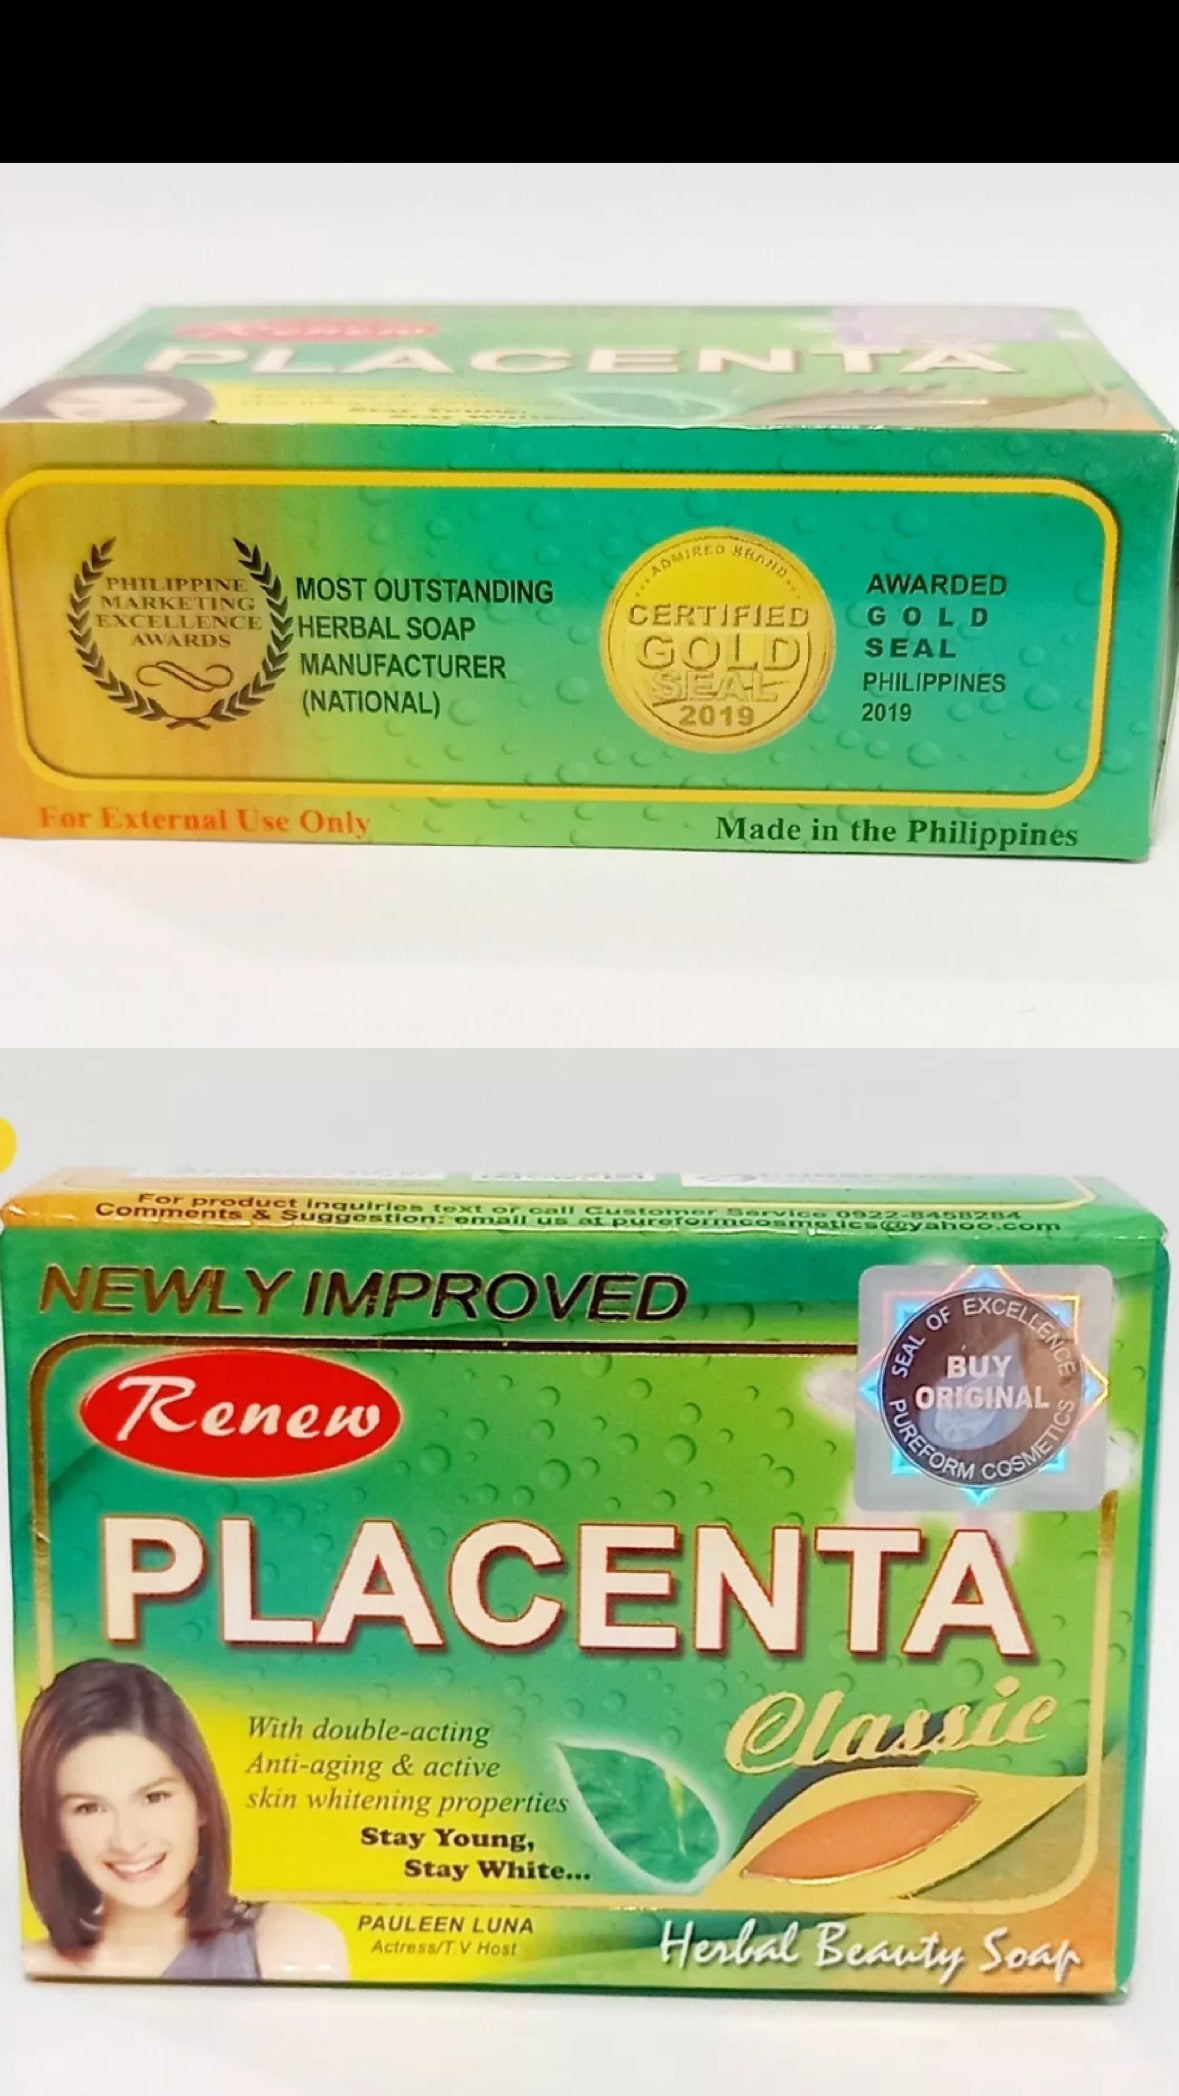 Renew
PLACENTA
PHILIPPINE
MARKETING
EXCELLENCE
AWARDS
MOST OUTSTANDING
HERBAL SOAP
MANUFACTURER
(NATIONAL)
ADMIRED BRAND
CERTIFIED
GOLD
SEAL
2019
AWARDED
GOLD
SEAL
PHILIPPINES
2019
For External Use Only
Made in the Philippines
For product inquiries text or call Customer Service 0922-8458284
Comments & Suggestion: email us at pureformcosmetics@yahoo.com
NEWLY IMPROVED
SEAL OF EXCELLENCE
BUY
ORIGINAL
PUREFORM COSMETICS
Renew
PLACENTA
Classic
With double-acting
Anti-aging & active
skin whitening properties
Stay Young,
Stay White...
PAULEEN LUNA
Actress/T V Host
Herbal Beauty Soap